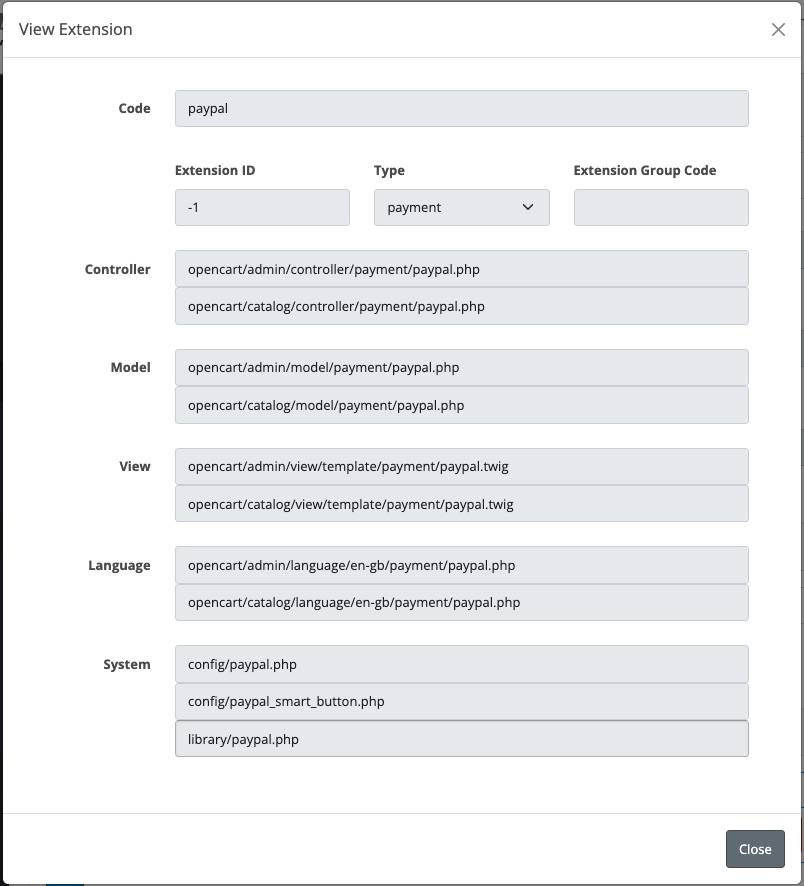 View Extension
Code
paypal
Extension ID
Type
Extension Group Code
-1
payment
Controller
opencart/admin/controller/payment/paypal.php
opencart/catalog/controller/payment/paypal.php
Model
opencart/admin/model/payment/paypal.php
opencart/catalog/model/payment/paypal.php
View
opencart/admin/view/template/payment/paypal.twig
opencart/catalog/view/template/payment/paypal.twig
Language
opencart/admin/language/en-gb/payment/paypal.php
opencart/catalog/language/en-gb/payment/paypal.php
System
config/paypal.php
config/paypal_smart_button.php
library/paypal.php
Close